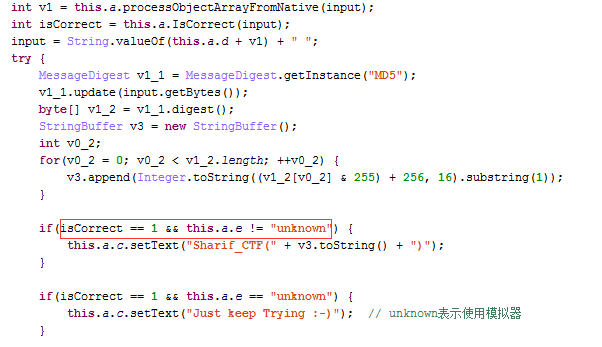 int v1 = this.a.processObjectArrayFromNative(input);
int isCorrect = this.a.IsCorrect(input);
input = String.valueOf(this.a.d + v1) + " ";
try {
    MessageDigest v1_1 = MessageDigest.getInstance("MD5");
    v1_1.update(input.getBytes());
    byte[] v1_2 = v1_1.digest();
    StringBuffer v3 = new StringBuffer();
    int v0_2;
    for(v0_2 = 0; v0_2 < v1_2.length; ++v0_2) {
        v3.append(Integer.toString((v1_2[v0_2] & 255) + 256, 16).substring(1));
    }

    if(isCorrect == 1 && this.a.e != "unknown") {
        this.a.c.setText("Sharif_CTF(" + v3.toString() + ")");
    }

    if(isCorrect == 1 && this.a.e == "unknown") {
        this.a.c.setText("Just keep Trying :-)");  // unknown表示使用模拟器
    }